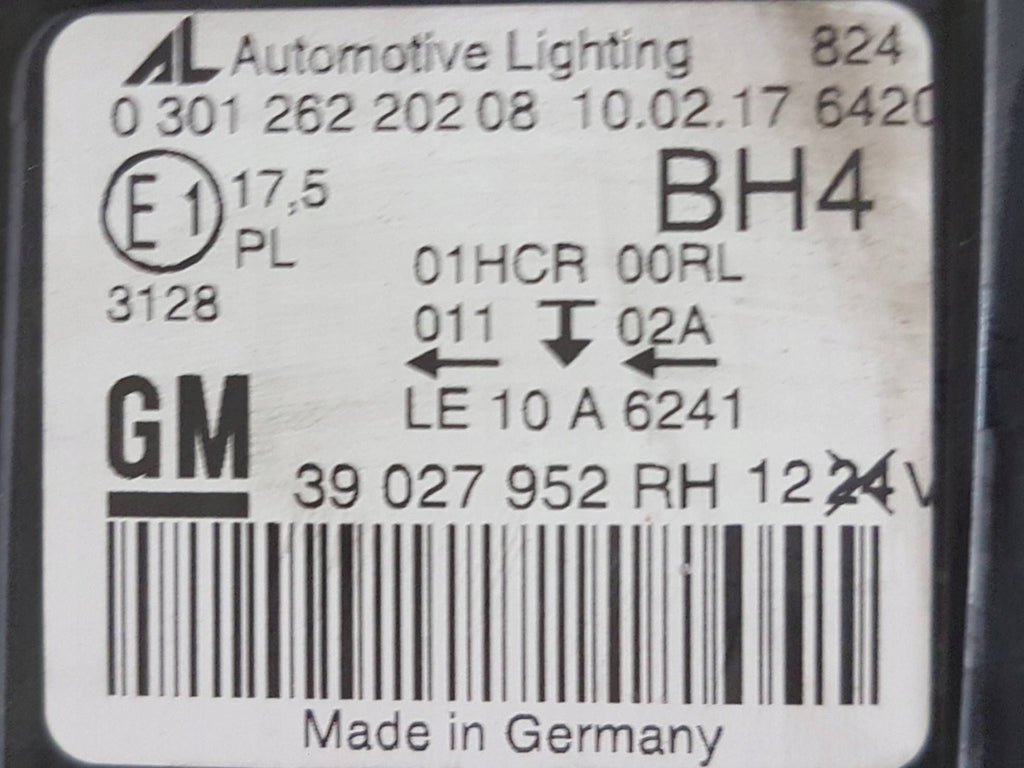 AL Automotive Lighting 824
0 301 262 202 08 10.02.17 6420
E1 17,5 BH4
PL
01HCR 00RL
3128
011 02A
LE 10 A 6241
GM
39 027 952 RH 12 24 V
Made in Germany